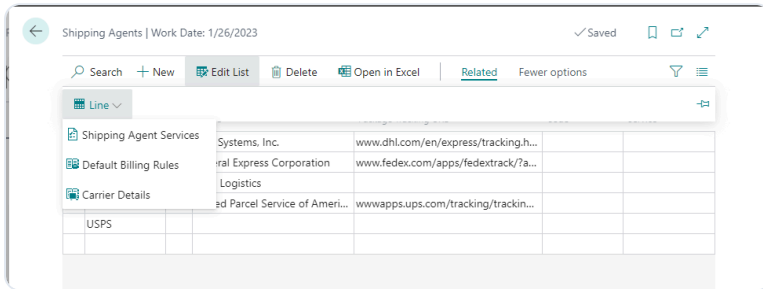 Shipping Agents | Work Date: 1/26/2023
Saved
Search
New
Edit List
Delete
Open in Excel
Related
Fewer options
Line
Shipping Agent Services
Default Billing Rules
Carrier Details
Systems, Inc. www.dhl.com/en/express/tracking.h...
eral Express Corporation www.fedex.com/apps/fedextrack/?a...
Logistics
ed Parcel Service of Ameri... wwwapps.ups.com/tracking/trackin...
USPS